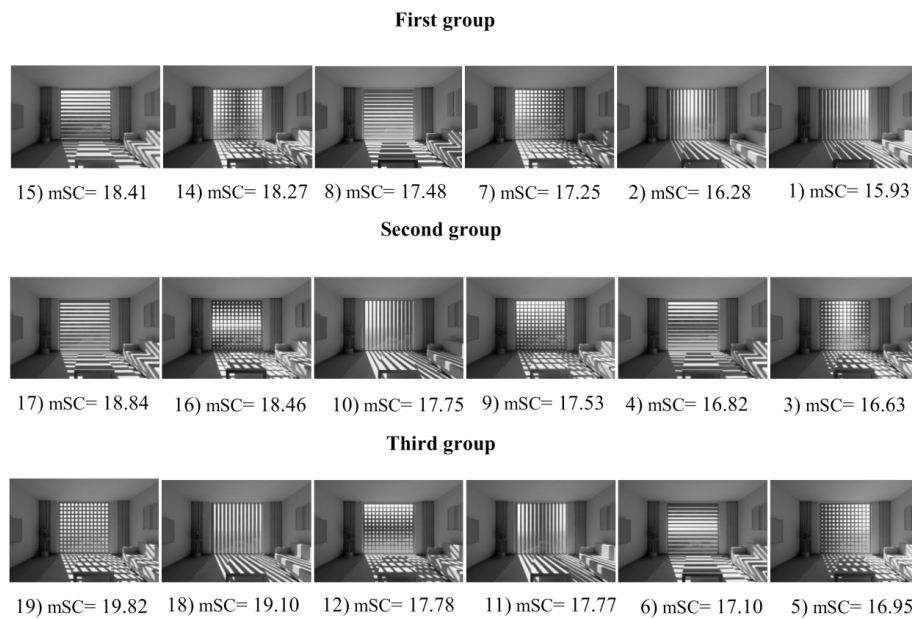 First group
15) mSC= 18.41 14) mSC= 18.27 8) mSC= 17.48 7) mSC= 17.25 2) mSC= 16.28 1) mSC= 15.93
Second group
17) mSC= 18.84 16) mSC= 18.46 10) mSC= 17.75 9) mSC= 17.53 4) mSC= 16.82 3) mSC= 16.63
Third group
19) mSC= 19.82 18) mSC= 19.10 12) mSC= 17.78 11) mSC= 17.77 6) mSC= 17.10 5) mSC= 16.95